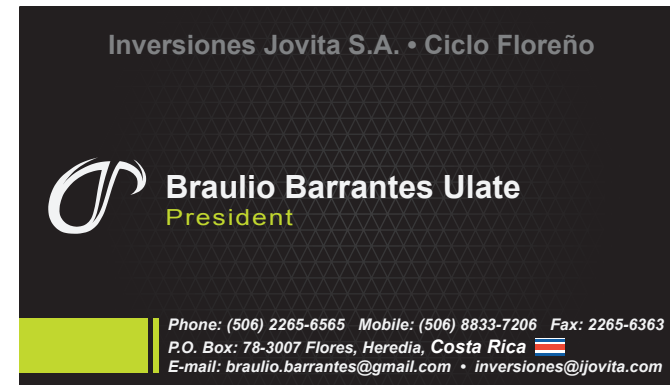 Inversiones Jovita S.A. • Ciclo Floreño
Braulio Barrantes Ulate
President
Phone: (506) 2265-6565 Mobile: (506) 8833-7206 Fax: 2265-6363
P.O. Box: 78-3007 Flores, Heredia, Costa Rica
E-mail: braulio.barrantes@gmail.com • inversiones@ijovita.com